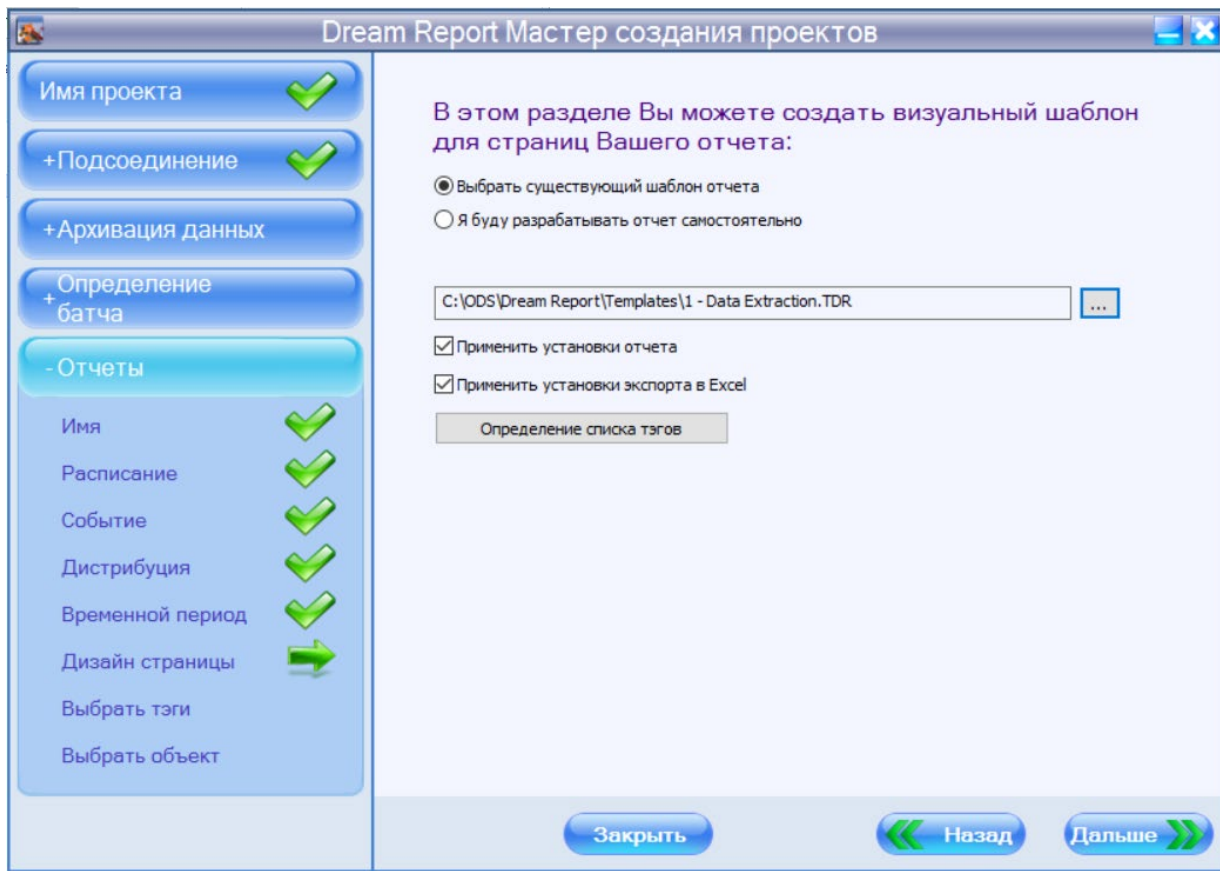 Dream Report Мастер создания проектов
Имя проекта
+Подсоединение
+Архивация данных
+Определение
батча
- Отчеты
Имя
Расписание
Событие
Дистрибуция
Временной период
Дизайн страницы
Выбрать тэги
Выбрать объект
В этом разделе Вы можете создать визуальный шаблон
для страниц Вашего отчета:
Выбрать существующий шаблон отчета
Я буду разрабатывать отчет самостоятельно
C:\ODS\Dream Report\Templates\1 - Data Extraction.TDR
...
Применить установки отчета
Применить установки экспорта в Excel
Определение списка тэгов
Закрыть
Назад
Дальше